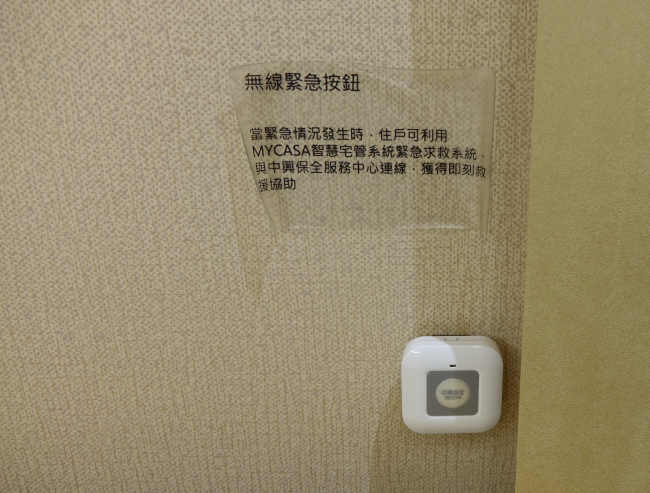 無線緊急按鈕
當緊急情況發生時，住戶可利用
MYCASA智慧宅管系統緊急求救系統，
與中興保全服務中心連線，獲得即刻救
援協助